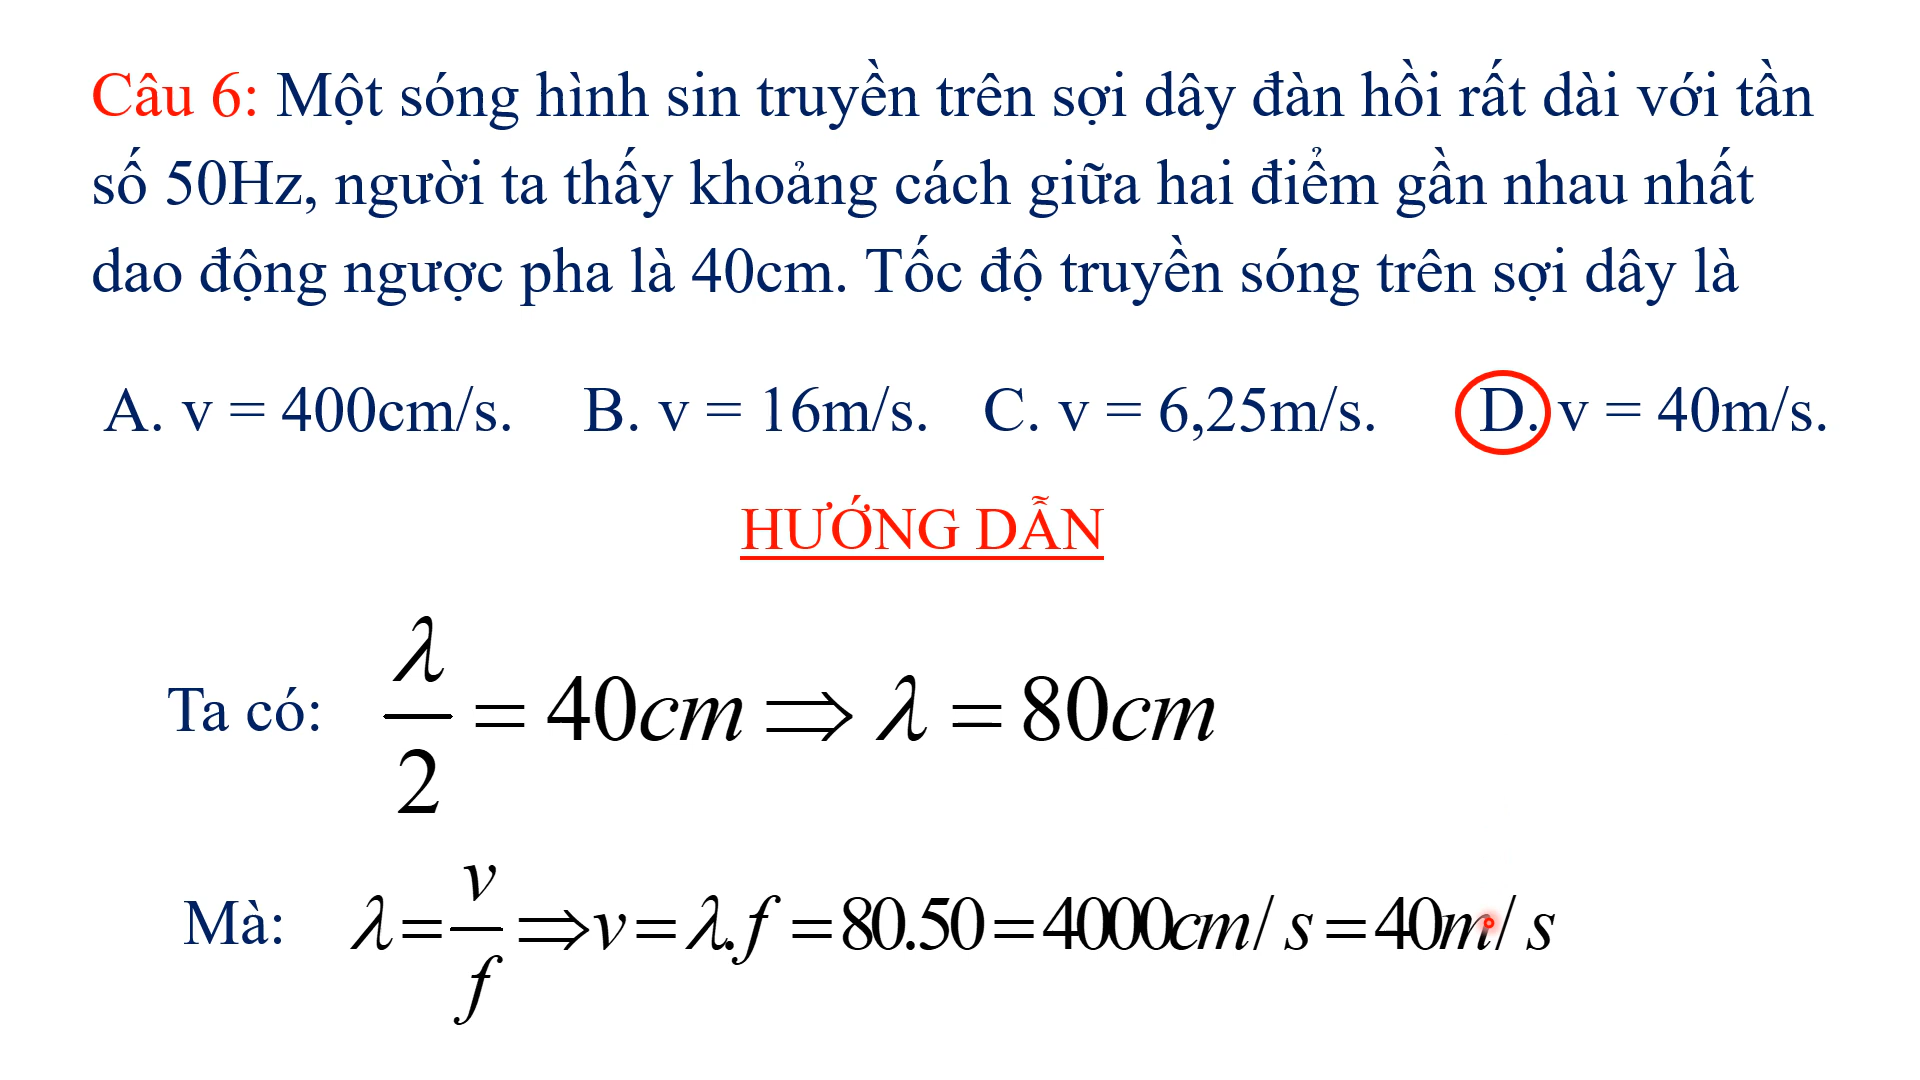 Câu 6: Một sóng hình sin truyền trên sợi dây đàn hồi rất dài với tần
số 50Hz, người ta thấy khoảng cách giữa hai điểm gần nhau nhất
dao động ngược pha là 40cm. Tốc độ truyền sóng trên sợi dây là
A. v = 400cm/s. B. v = 16m/s. C. v = 6,25m/s. D. v = 40m/s.
HƯỚNG DẪN
Ta có: λ/2 = 40cm ⇒ λ = 80cm
Mà: λ = v/f ⇒ v = λ.f = 80.50 = 4000cm/s = 40m/s